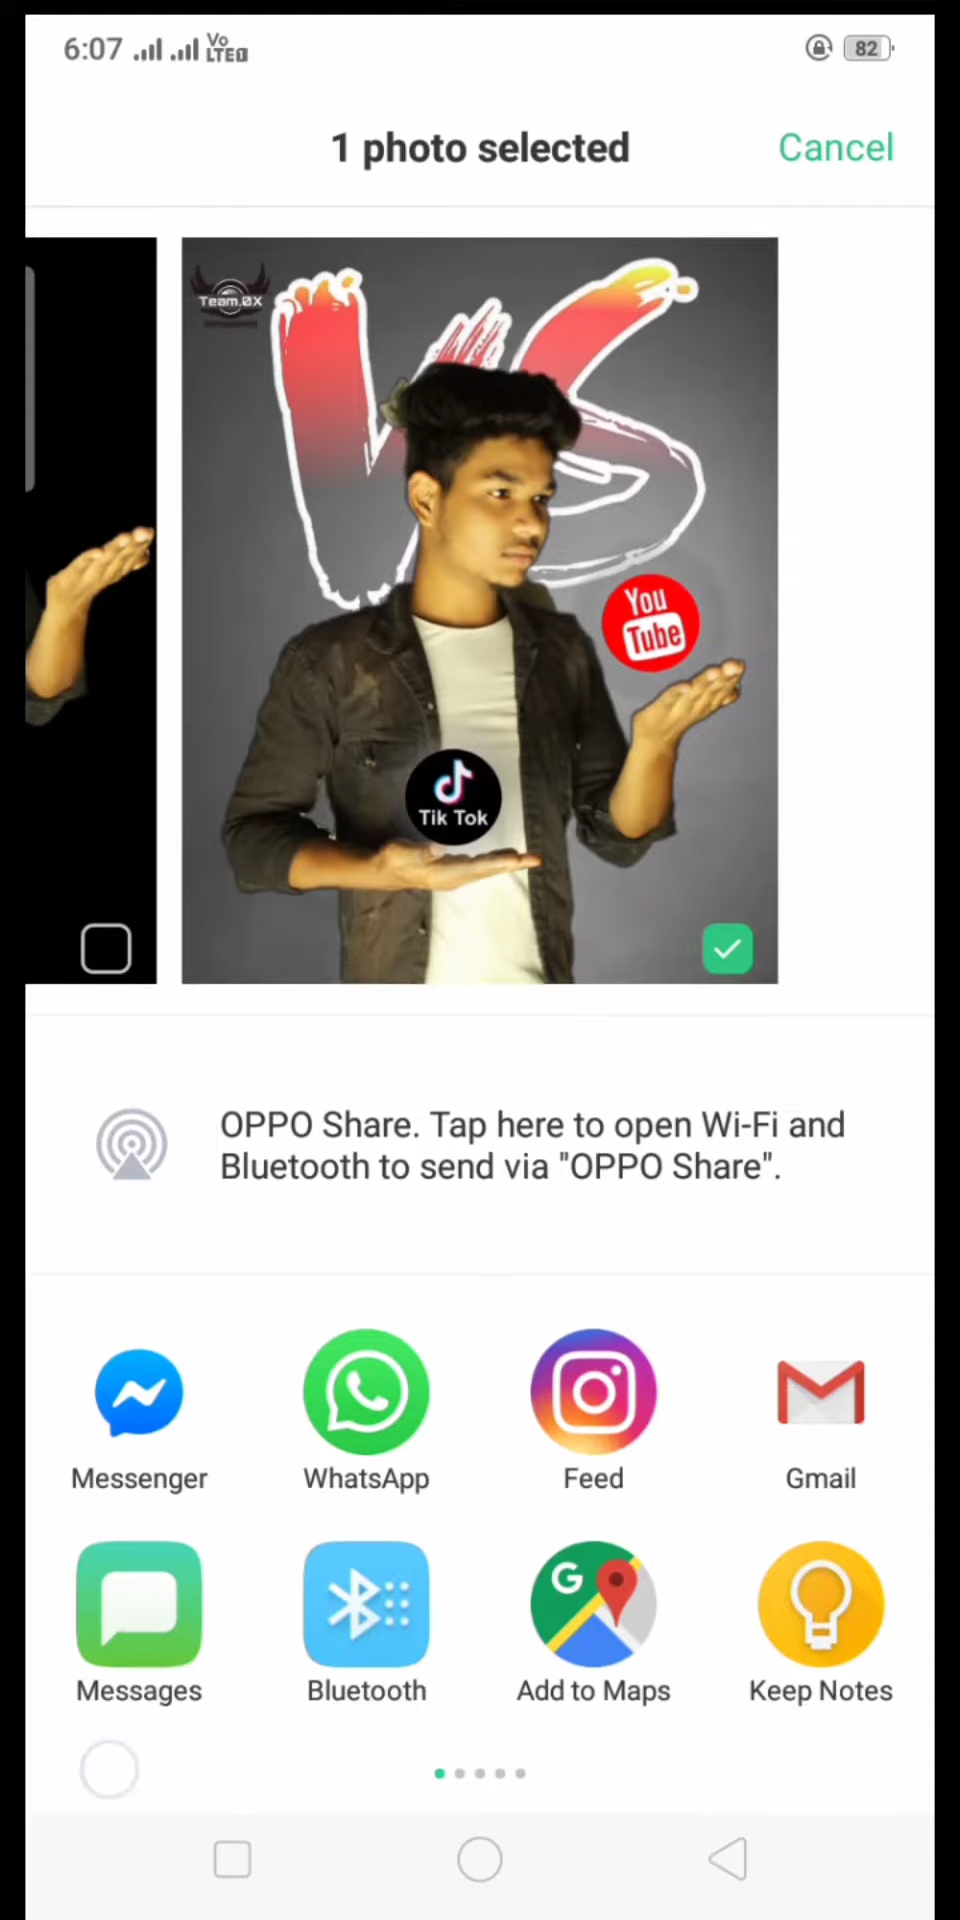 6:07 Vo LTE1 82
1 photo selected
Cancel
Team.0X
VS
You
Tube
Tik Tok
OPPO Share. Tap here to open Wi-Fi and
Bluetooth to send via "OPPO Share".
Messenger
WhatsApp
Feed
Gmail
Messages
Bluetooth
G
Add to Maps
Keep Notes